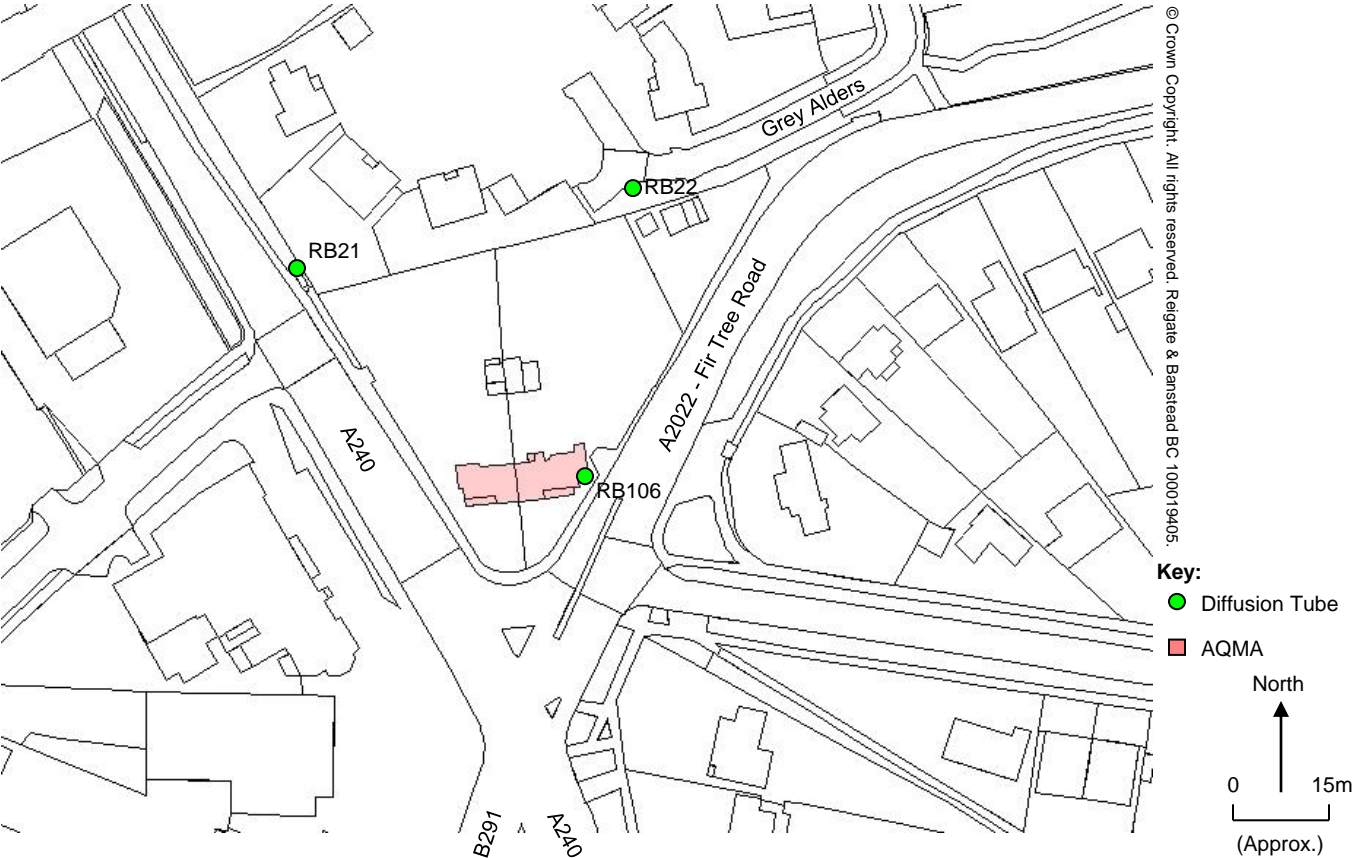 Grey Alders
RB22
RB21
A2022 - Fir Tree Road
A240
RB106
B291
A240
© Crown Copyright. All rights reserved. Reigate & Banstead BC 100019405.
Key:
Diffusion Tube
AQMA
North
0 15m
(Approx.)